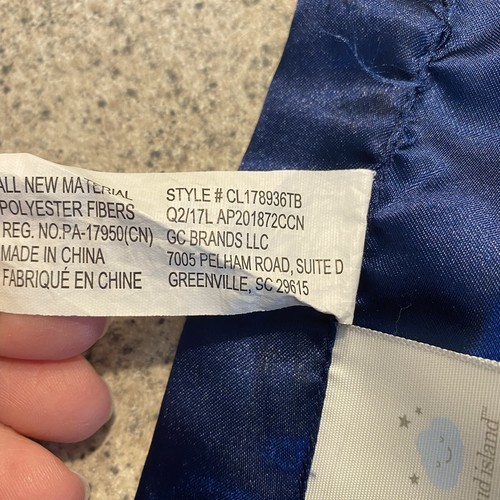 ALL NEW MATERIAL
POLYESTER FIBERS
REG. NO.PA-17950(CN)
MADE IN CHINA
FABRIQUÉ EN CHINE
STYLE # CL178936TB
Q2/17L AP201872CCN
GC BRANDS LLC
7005 PELHAM ROAD, SUITE D
GREENVILLE, SC 29615
island™